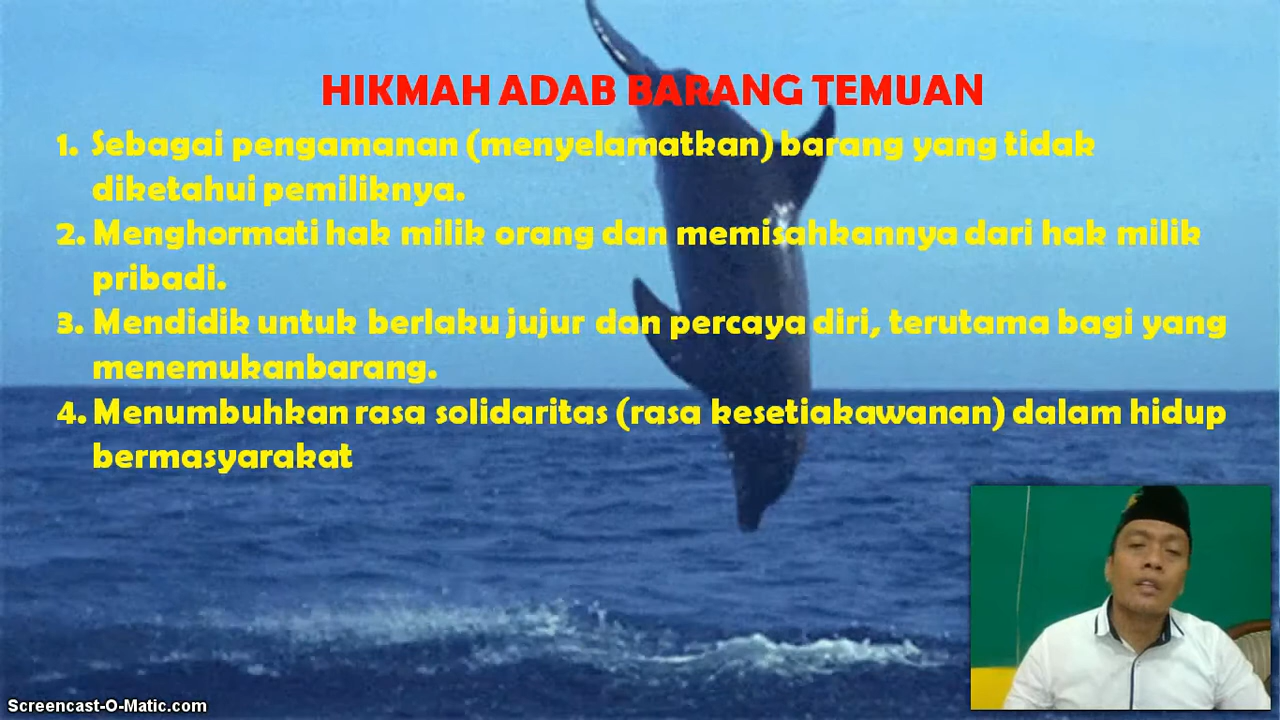 HIKMAH ADAB BARANG TEMUAN
1. Sebagai pengamanan (menyelamatkan) barang yang tidak
diketahui pemiliknya.
2. Menghormati hak milik orang dan memisahkannya dari hak milik
pribadi.
3. Mendidik untuk berlaku jujur dan percaya diri, terutama bagi yang
menemukanbarang.
4. Menumbuhkan rasa solidaritas (rasa kesetiakawanan) dalam hidup
bermasyarakat
Screencast-O-Matic.com